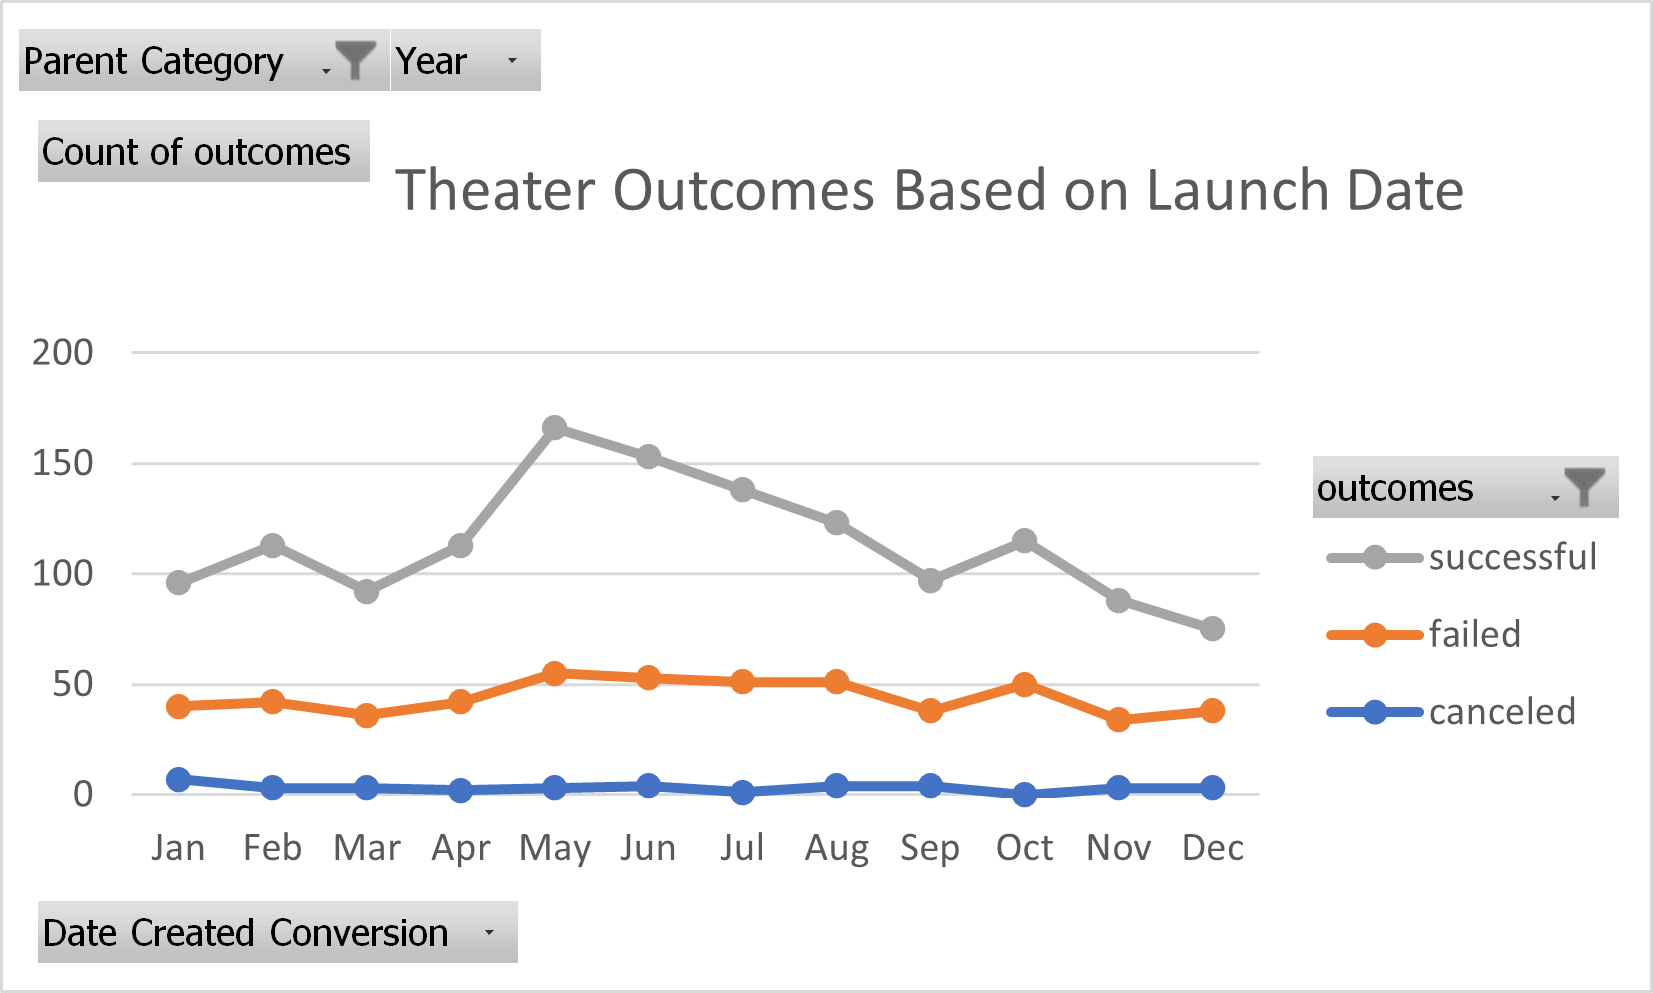 Parent Category Year
Count of outcomes
Theater Outcomes Based on Launch Date
200
150
100
50
0
Jan Feb Mar Apr May Jun Jul Aug Sep Oct Nov Dec
outcomes
successful
failed
canceled
Date Created Conversion